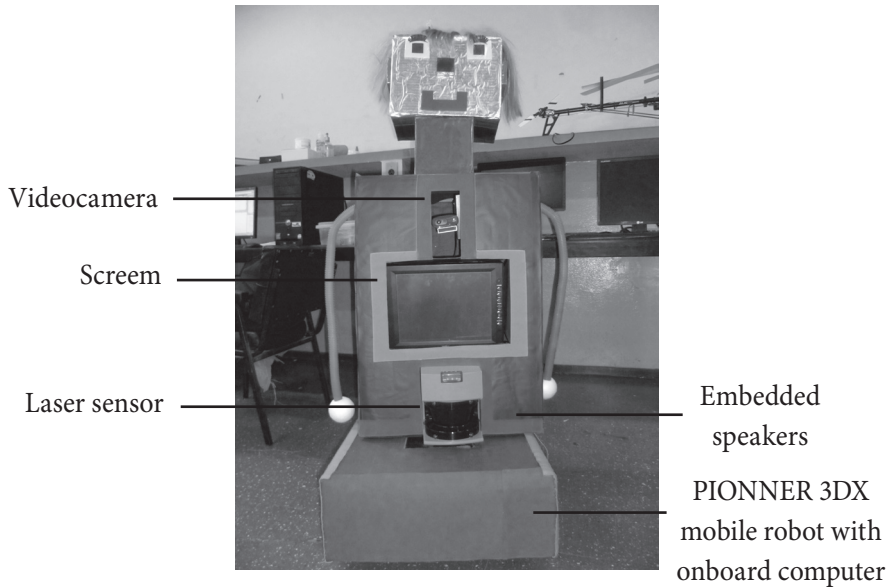 Videocamera
Screem
Laser sensor
Embedded
speakers
PIONNER 3DX
mobile robot with
onboard computer